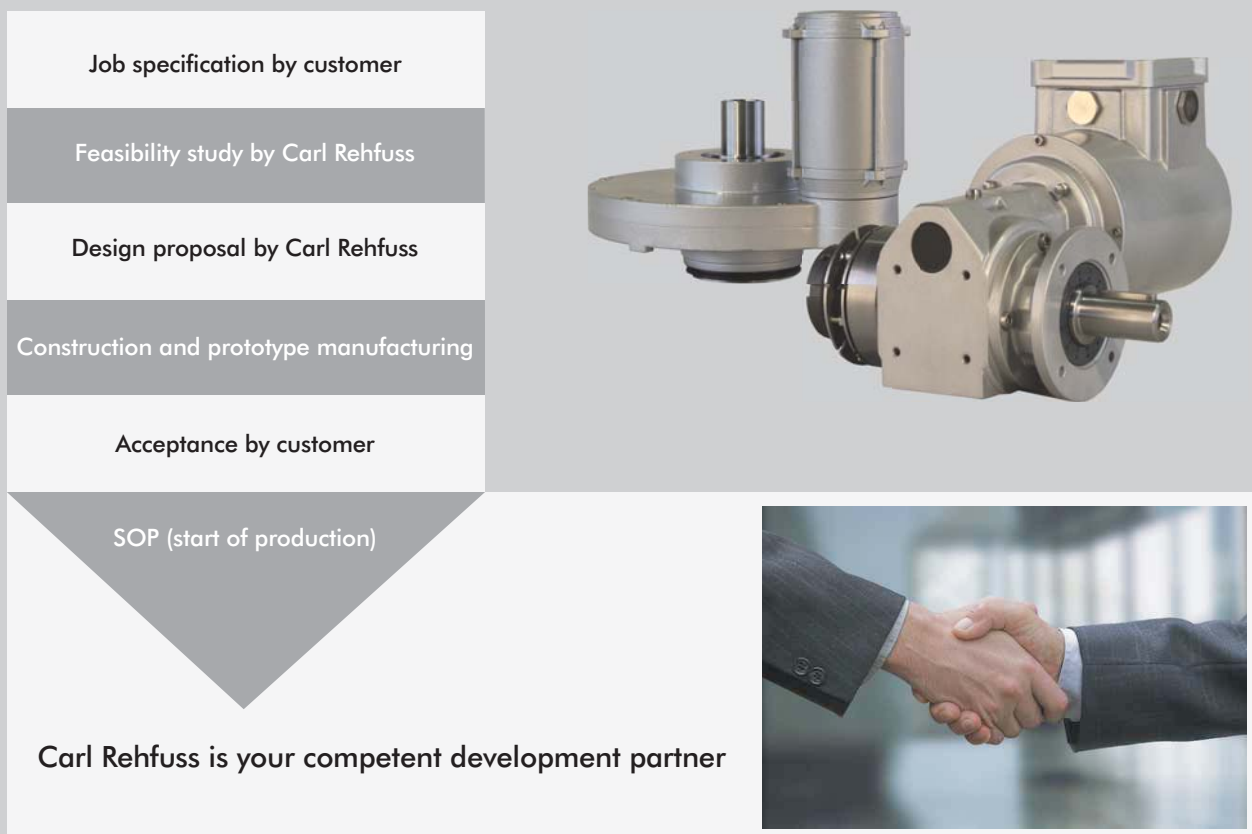 Job specification by customer
Feasibility study by Carl Rehfuss
Design proposal by Carl Rehfuss
Construction and prototype manufacturing
Acceptance by customer
SOP (start of production)
Carl Rehfuss is your competent development partner